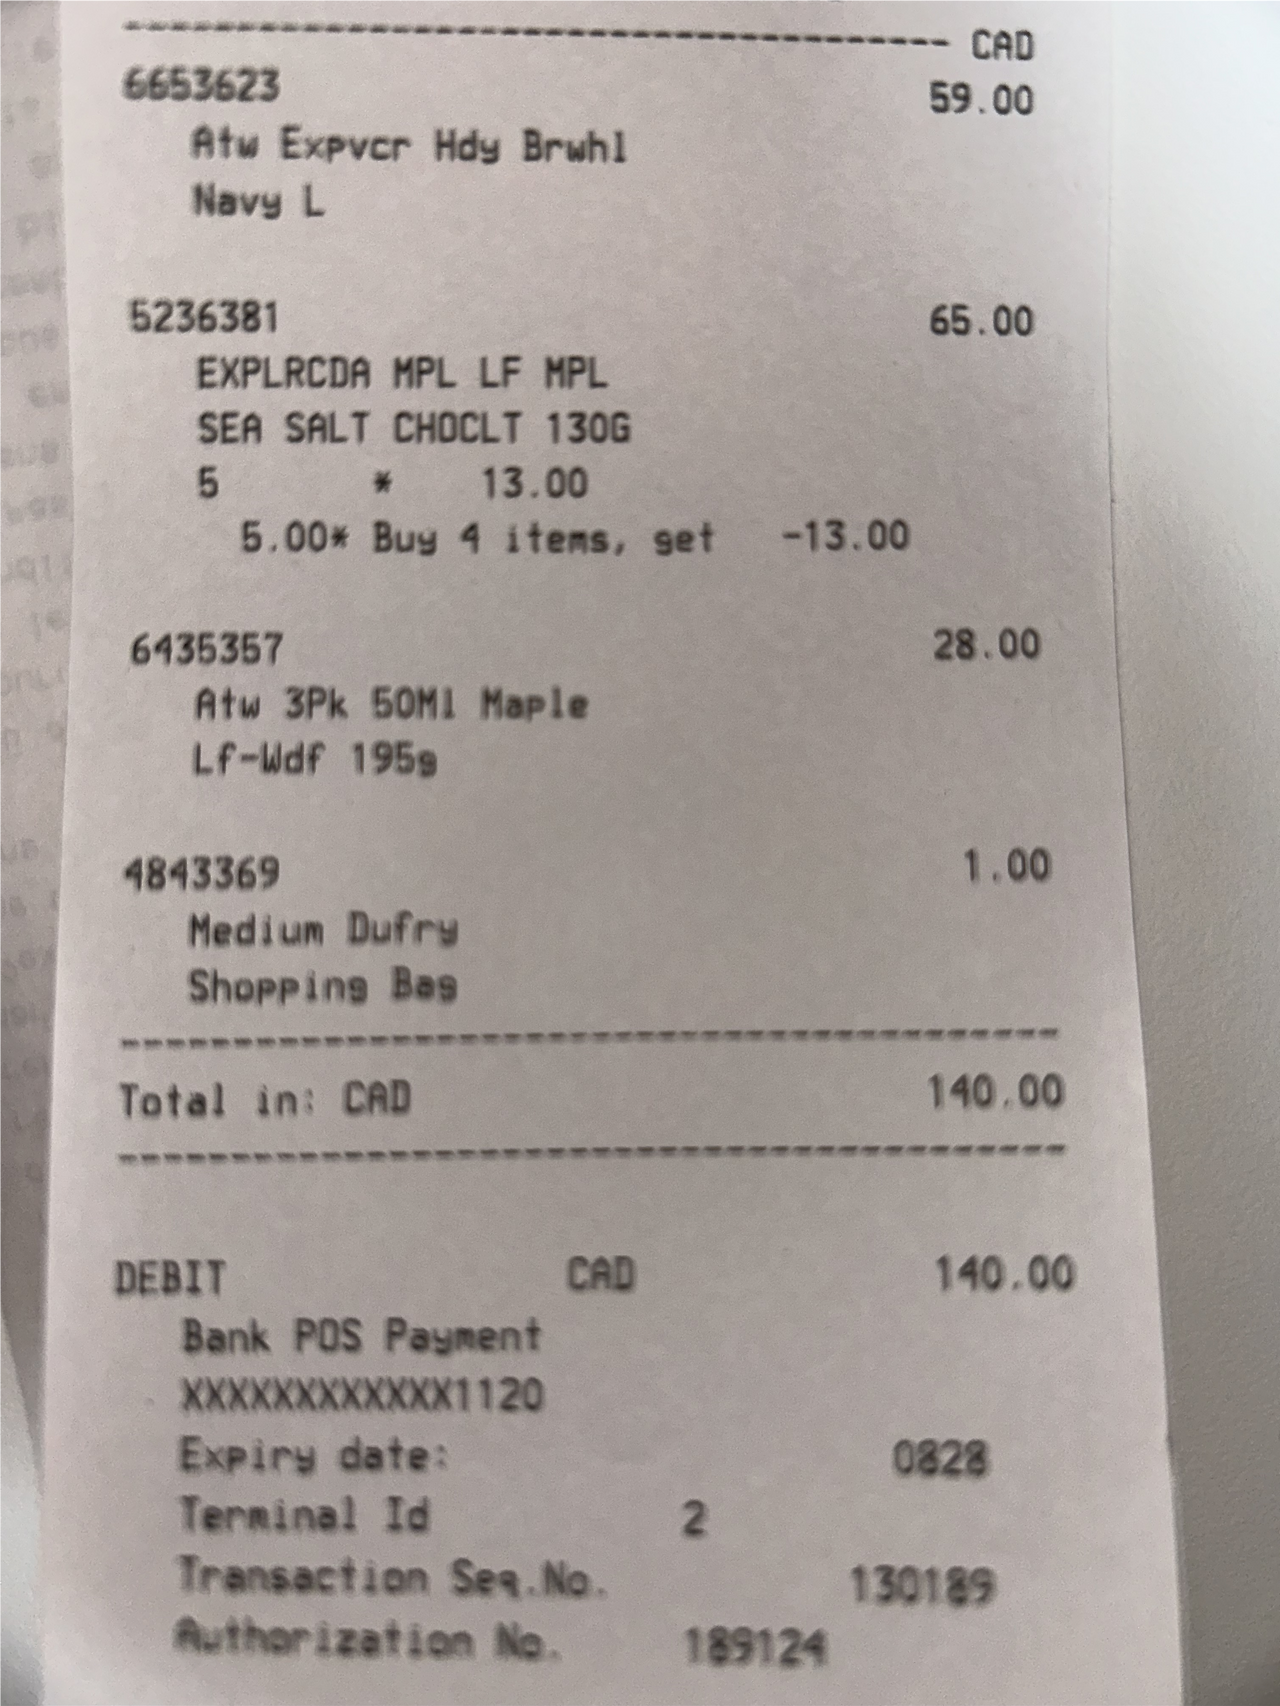 ------------------------------------- CAD
6653623 59.00
Atw Expvcr Hdy Brwhl
Navy L
5236381 65.00
EXPLRCDA MPL LF MPL
SEA SALT CHOCLT 130G
5 * 13.00
5.00* Buy 4 items, get -13.00
6435357 28.00
Atw 3Pk 50Ml Maple
Lf-Wdf 195g
4843369 1.00
Medium Dufry
Shopping Bag
------------------------------------------
Total in: CAD 140.00
------------------------------------------
DEBIT CAD 140.00
Bank POS Payment
XXXXXXXXXXXX1120
Expiry date: 0828
Terminal Id 2
Transaction Seq.No. 130189
Authorization No. 189124